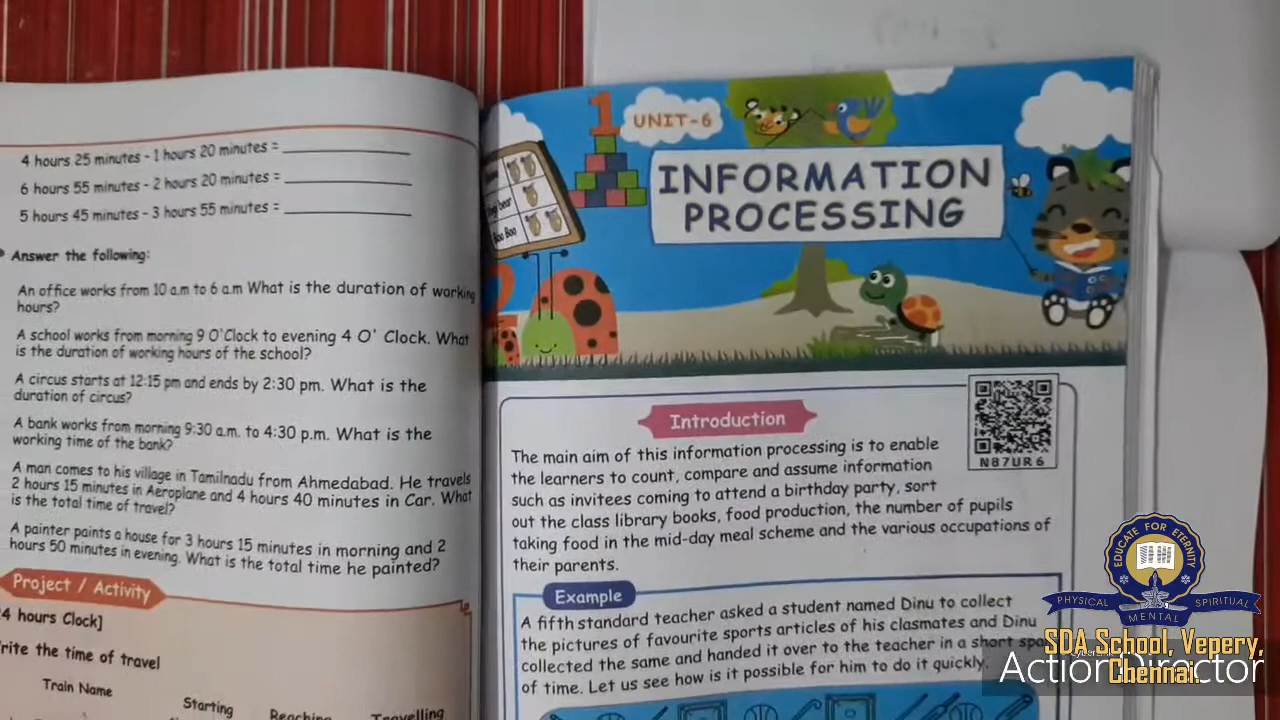 4 hours 25 minutes - 1 hours 20 minutes =
6 hours 55 minutes - 2 hours 20 minutes =
5 hours 45 minutes - 3 hours 55 minutes =
Answer the following:
An office works from 10 a.m to 6 a.m What is the duration of working
hours?
A school works from morning 9 O'Clock to evening 4 O' Clock. What
is the duration of working hours of the school?
A circus starts at 12:15 pm and ends by 2:30 pm. What is the
duration of circus?
A bank works from morning 9:30 a.m. to 4:30 p.m. What is the
working time of the bank?
A man comes to his village in Tamilnadu from Ahmedabad. He travels
2 hours 15 minutes in Aeroplane and 4 hours 40 minutes in Car. What
is the total time of travel?
A painter paints a house for 3 hours 15 minutes in morning and 2
hours 50 minutes in evening. What is the total time he painted?
Project / Activity
4 hours Clock]
rite the time of travel
Train Name
Starting
Reaching
Travelling
1
UNIT-6
INFORMATION
PROCESSING
bear
Boo Boo
Introduction
N87UR6
The main aim of this information processing is to enable
the learners to count, compare and assume information
such as invitees coming to attend a birthday party, sort
out the class library books, food production, the number of pupils
taking food in the mid-day meal scheme and the various occupations of
their parents.
Example
A fifth standard teacher asked a student named Dinu to collect
the pictures of favourite sports articles of his clasmates and Dinu
collected the same and handed it over to the teacher in a short
of time. Let us see how is it possible for him to do it quickly.
EDUCATE FOR ETERNITY
PHYSICAL MENTAL SPIRITUAL
SDA School, Vepery,
Chennai.
ActionDirector